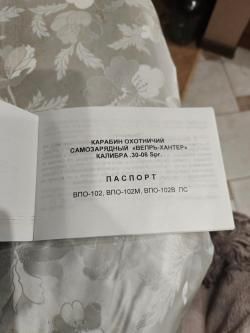 КАРАБИН ОХОТНИЧИЙ
САМОЗАРЯДНЫЙ «ВЕПРЬ-ХАНТЕР»
КАЛИБРА .30-06 Spr.
ПАСПОРТ
ВПО-102, ВПО-102М, ВПО-102В ПС